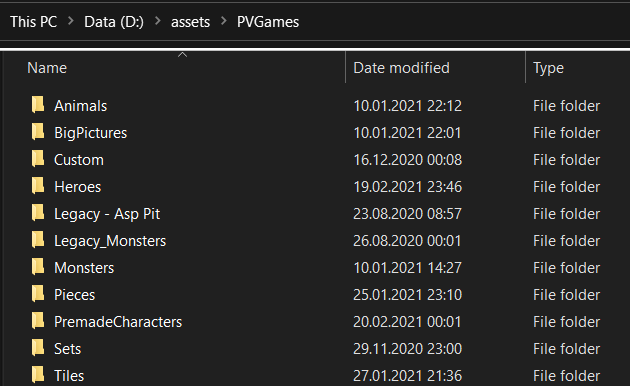 This PC > Data (D:) > assets > PVGames
Name Date modified Type
Animals 10.01.2021 22:12 File folder
BigPictures 10.01.2021 22:01 File folder
Custom 16.12.2020 00:08 File folder
Heroes 19.02.2021 23:46 File folder
Legacy - Asp Pit 23.08.2020 08:57 File folder
Legacy_Monsters 26.08.2020 00:01 File folder
Monsters 10.01.2021 14:27 File folder
Pieces 25.01.2021 23:10 File folder
PremadeCharacters 20.02.2021 00:01 File folder
Sets 29.11.2020 23:00 File folder
Tiles 27.01.2021 21:36 File folder